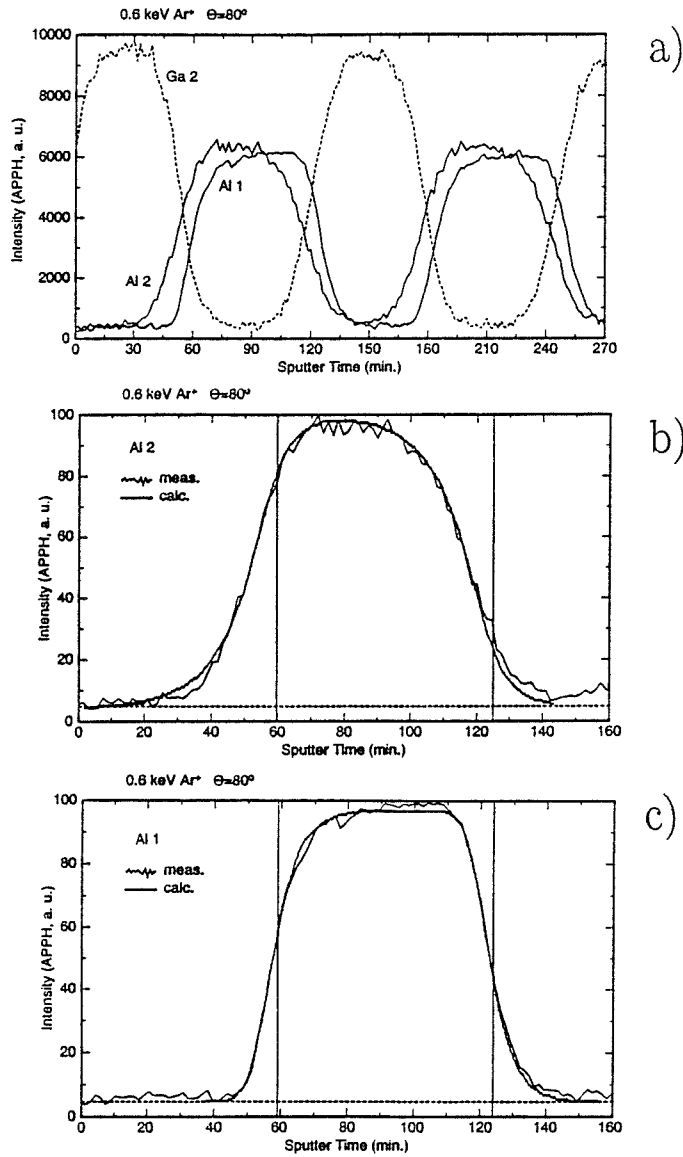 0.6 keV Ar⁺ Θ=80º
a)
10000
8000
6000
4000
2000
0
Intensity (APPH, a. u.)
Ga 2
Al 1
Al 2
0 30 60 90 120 150 180 210 240 270
Sputter Time (min.)
0.6 keV Ar⁺ Θ=80º
b)
100
80
60
40
20
0
Intensity (APPH, a. u.)
Al 2
meas.
calc.
0 20 40 60 80 100 120 140 160
Sputter Time (min.)
0.6 keV Ar⁺ Θ=80º
c)
100
80
60
40
20
0
Intensity (APPH, a. u.)
Al 1
meas.
calc.
0 20 40 60 80 100 120 140 160
Sputter Time (min.)